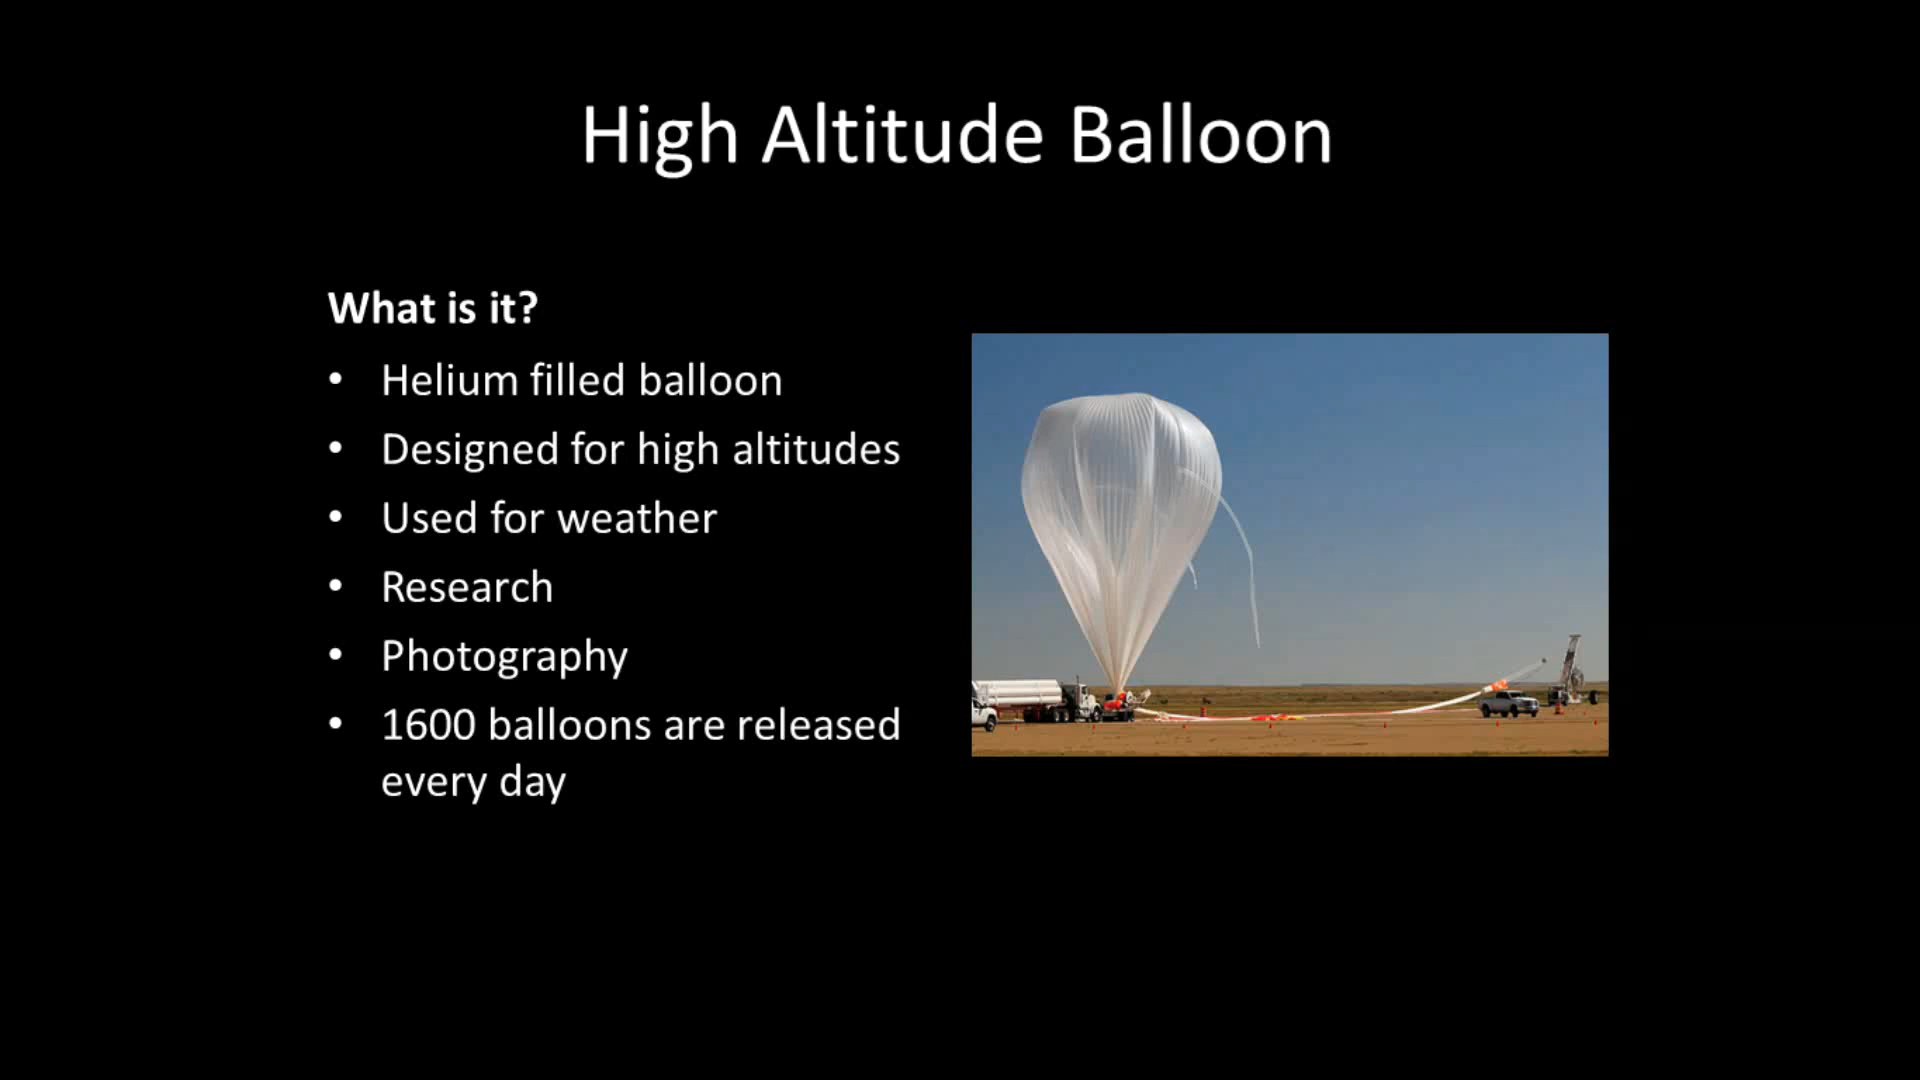 High Altitude Balloon
What is it?
• Helium filled balloon
• Designed for high altitudes
• Used for weather
• Research
• Photography
• 1600 balloons are released
every day